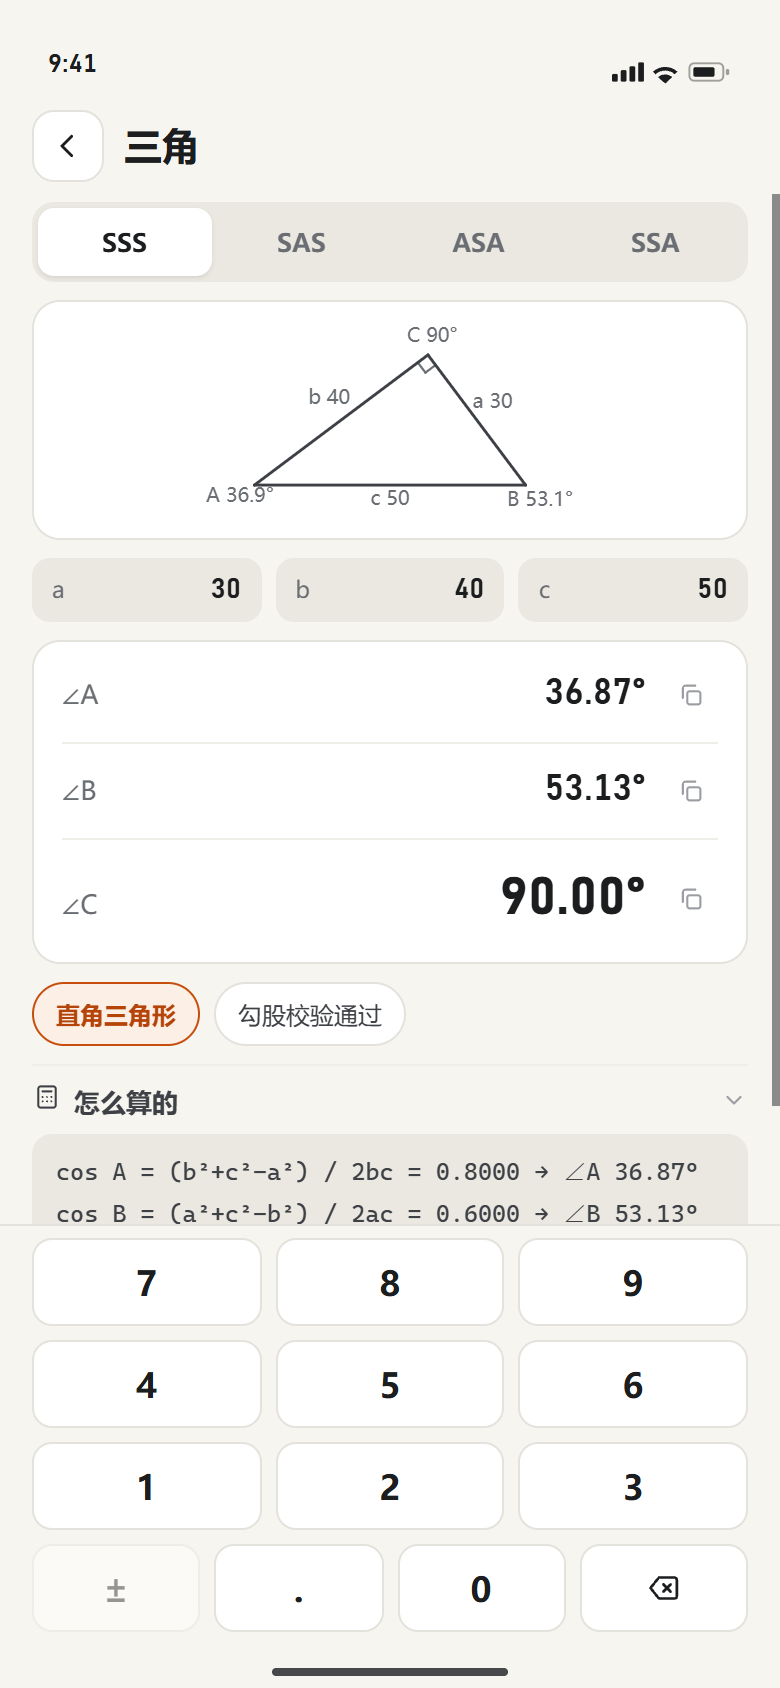 9:41
三角
SSS SAS ASA SSA
C 90°
b 40
a 30
A 36.9°
c 50
B 53.1°
a 30 b 40 c 50
∠A 36.87°
∠B 53.13°
∠C 90.00°
直角三角形 勾股校验通过
怎么算的
cos A = (b²+c²−a²) / 2bc = 0.8000 → ∠A 36.87°
cos B = (a²+c²−b²) / 2ac = 0.6000 → ∠B 53.13°
7 8 9
4 5 6
1 2 3
± . 0